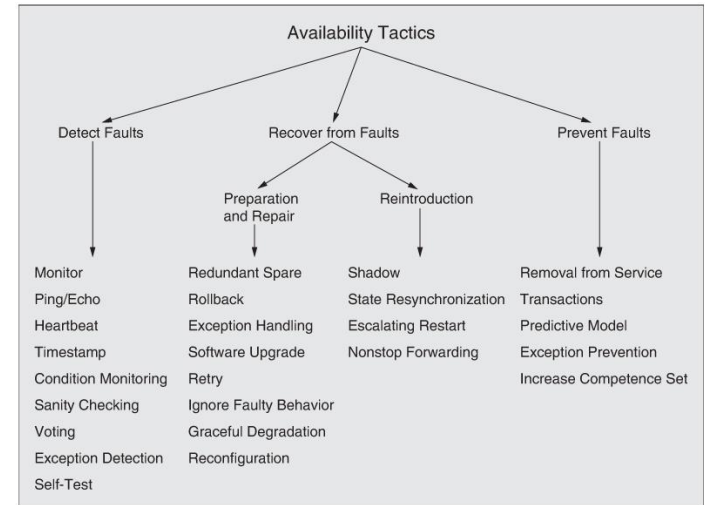 Availability Tactics
Detect Faults
Recover from Faults
Prevent Faults
Preparation
and Repair
Reintroduction
Monitor
Ping/Echo
Heartbeat
Timestamp
Condition Monitoring
Sanity Checking
Voting
Exception Detection
Self-Test
Redundant Spare
Rollback
Exception Handling
Software Upgrade
Retry
Ignore Faulty Behavior
Graceful Degradation
Reconfiguration
Shadow
State Resynchronization
Escalating Restart
Nonstop Forwarding
Removal from Service
Transactions
Predictive Model
Exception Prevention
Increase Competence Set